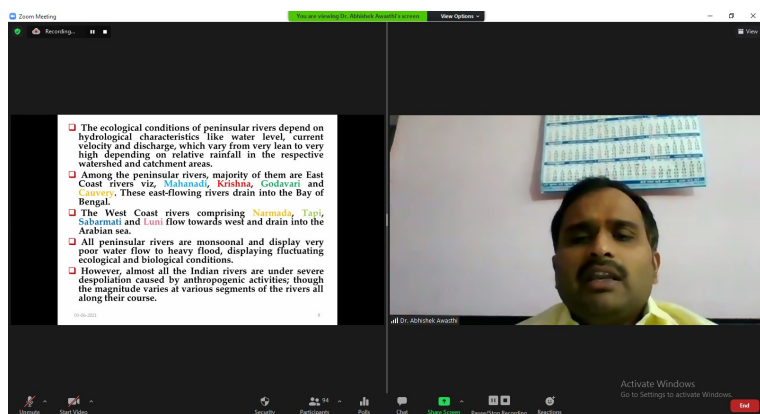 Zoom Meeting
You are viewing Dr. Abhishek Awasthi's screen
View Options
Recording...
View
The ecological conditions of peninsular rivers depend on
hydrological characteristics like water level, current
velocity and discharge, which vary from very lean to very
high depending on relative rainfall in the respective
watershed and catchment areas.
Among the peninsular rivers, majority of them are East
Coast rivers viz, Mahanadi, Krishna, Godavari and
Cauvery. These east-flowing rivers drain into the Bay of
Bengal.
The West Coast rivers comprising Narmada, Tapi,
Sabarmati and Luni flow towards west and drain into the
Arabian sea.
All peninsular rivers are monsoonal and display very
poor water flow to heavy flood, displaying fluctuating
ecological and biological conditions.
However, almost all the Indian rivers are under severe
despoliation caused by anthropogenic activities; though
the magnitude varies at various segments of the rivers all
along their course.
Dr. Abhishek Awasthi
Activate Windows
Go to Settings to activate Windows.
Unmute
Start Video
Security
Participants
94
Polls
Chat
Share Screen
Pause/Stop Recording
Reactions
End